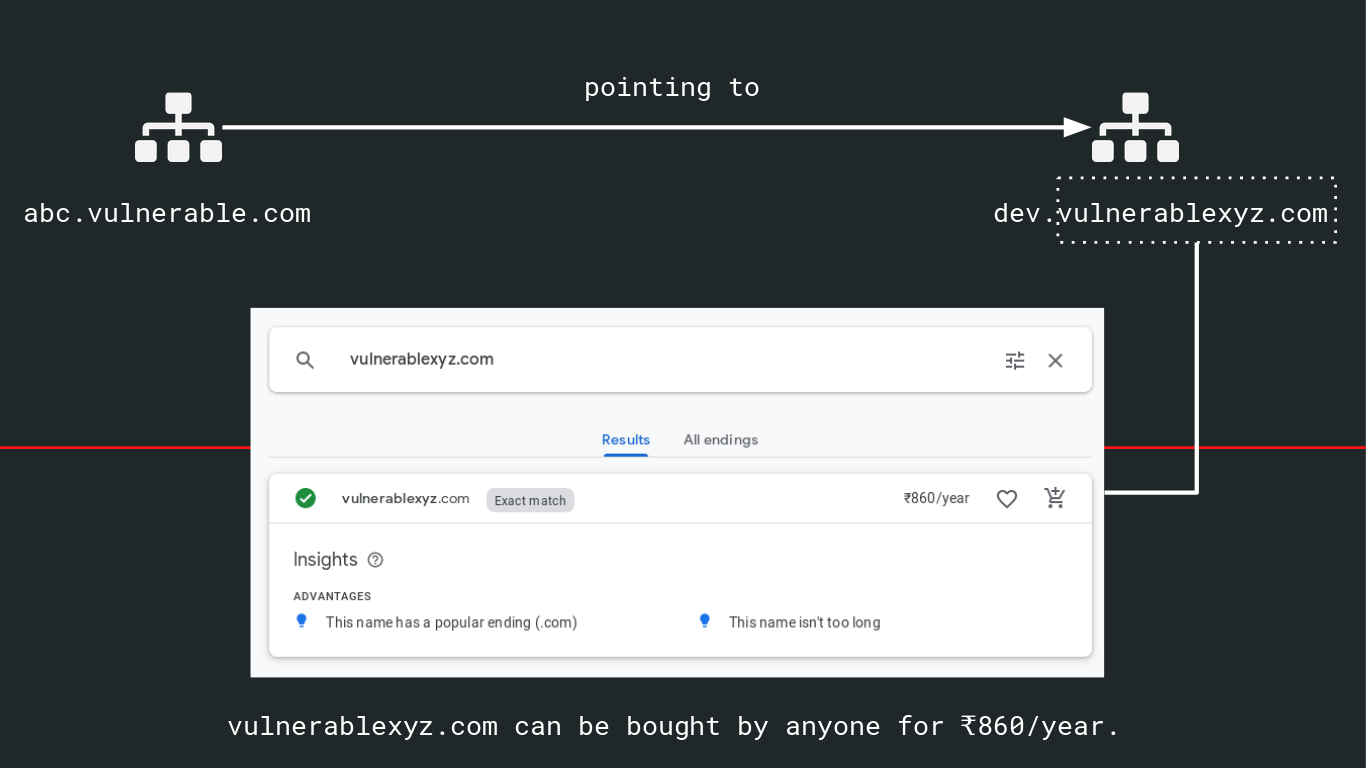 pointing to
abc.vulnerable.com
dev.vulnerablexyz.com
vulnerablexyz.com
Results All endings
vulnerablexyz.com Exact match ₹860/year
Insights
ADVANTAGES
This name has a popular ending (.com) This name isn't too long
vulnerablexyz.com can be bought by anyone for ₹860/year.